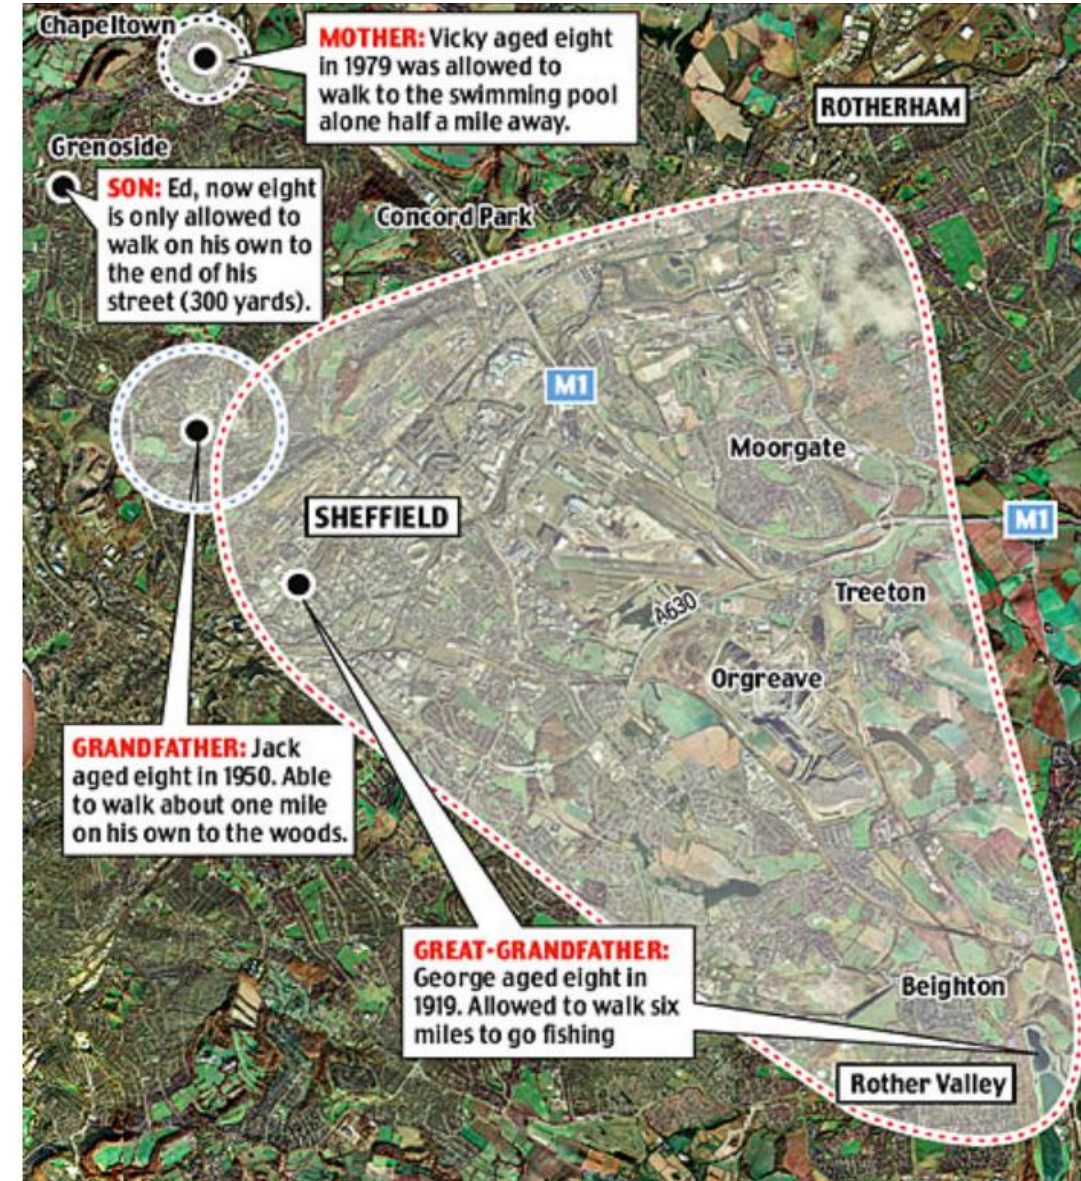 Chapeltown
MOTHER: Vicky aged eight
in 1979 was allowed to
walk to the swimming pool
alone half a mile away.
ROTHERHAM
Grenoside
SON: Ed, now eight
is only allowed to
walk on his own to
the end of his
street (300 yards).
Concord Park
M1
Moorgate
SHEFFIELD
M1
Treeton
A630
Orgreave
GRANDFATHER: Jack
aged eight in 1950. Able
to walk about one mile
on his own to the woods.
GREAT-GRANDFATHER:
George aged eight in
1919. Allowed to walk six
miles to go fishing
Beighton
Rother Valley